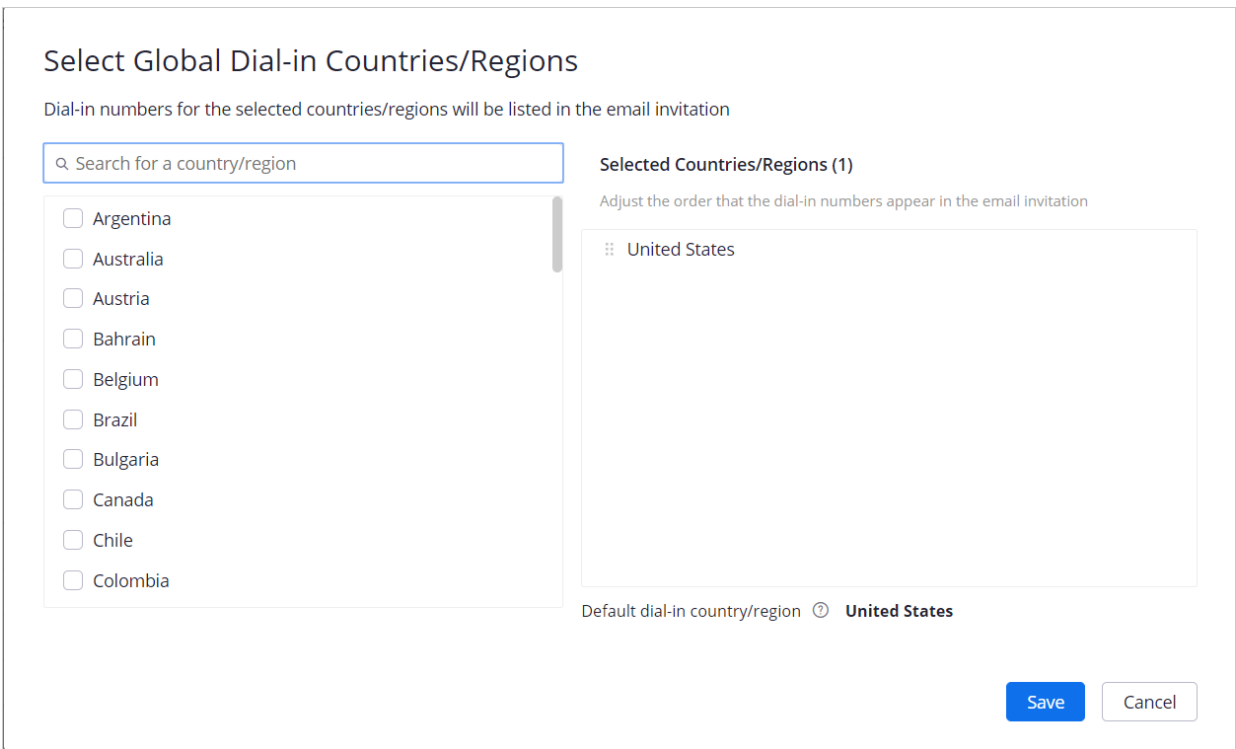 Select Global Dial-in Countries/Regions
Dial-in numbers for the selected countries/regions will be listed in the email invitation
Search for a country/region
Argentina
Australia
Austria
Bahrain
Belgium
Brazil
Bulgaria
Canada
Chile
Colombia
Selected Countries/Regions (1)
Adjust the order that the dial-in numbers appear in the email invitation
United States
Default dial-in country/region ? United States
Save
Cancel